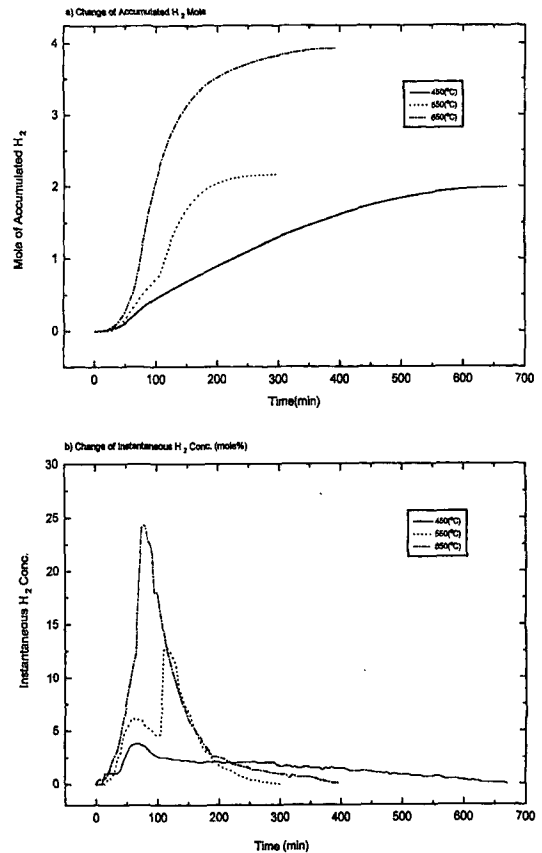 a) Change of Accumulated H2 Mole
4
3
2
1
0
Mole of Accumulated H2
450(°C)
550(°C)
650(°C)
0 100 200 300 400 500 600 700
Time(min)
b) Change of Instantaneous H2 Conc. (mole%)
30
25
20
15
10
5
0
Instantaneous H2 Conc.
450(°C)
550(°C)
650(°C)
0 100 200 300 400 500 600 700
Time (min)